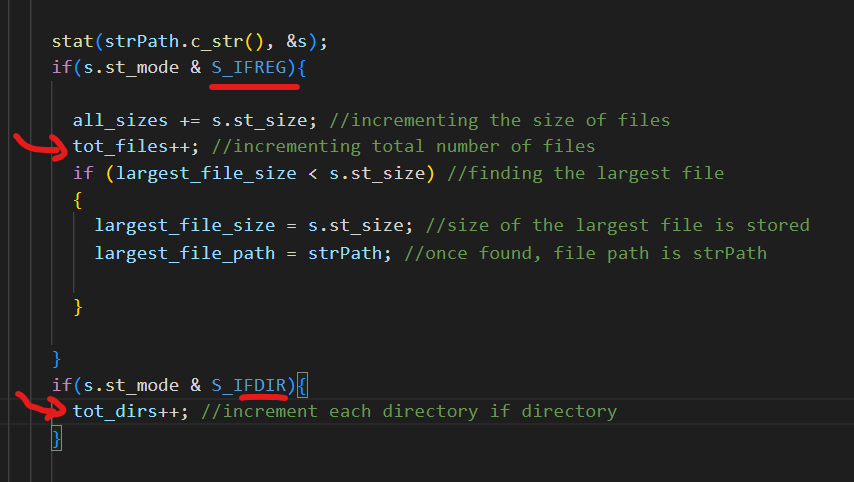 stat(strPath.c_str(), &s);
if(s.st_mode & S_IFREG){
all_sizes += s.st_size; //incrementing the size of files
tot_files++; //incrementing total number of files
if (largest_file_size < s.st_size) //finding the largest file
{
largest_file_size = s.st_size; //size of the largest file is stored
largest_file_path = strPath; //once found, file path is strPath
}
}
if(s.st_mode & S_IFDIR){
tot_dirs++; //increment each directory if directory
}